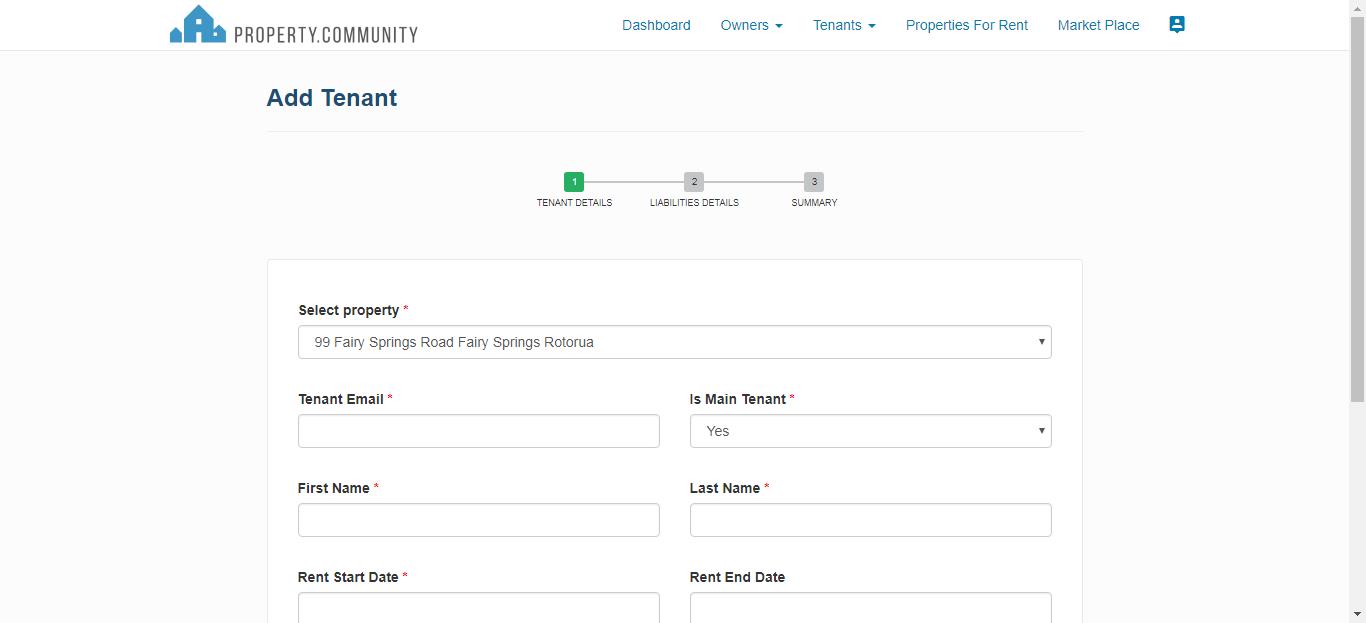 PROPERTY.COMMUNITY Dashboard Owners Tenants Properties For Rent Market Place
Add Tenant
1 2 3
TENANT DETAILS LIABILITIES DETAILS SUMMARY
Select property *
99 Fairy Springs Road Fairy Springs Rotorua
Tenant Email * Is Main Tenant *
Yes
First Name * Last Name *
Rent Start Date * Rent End Date